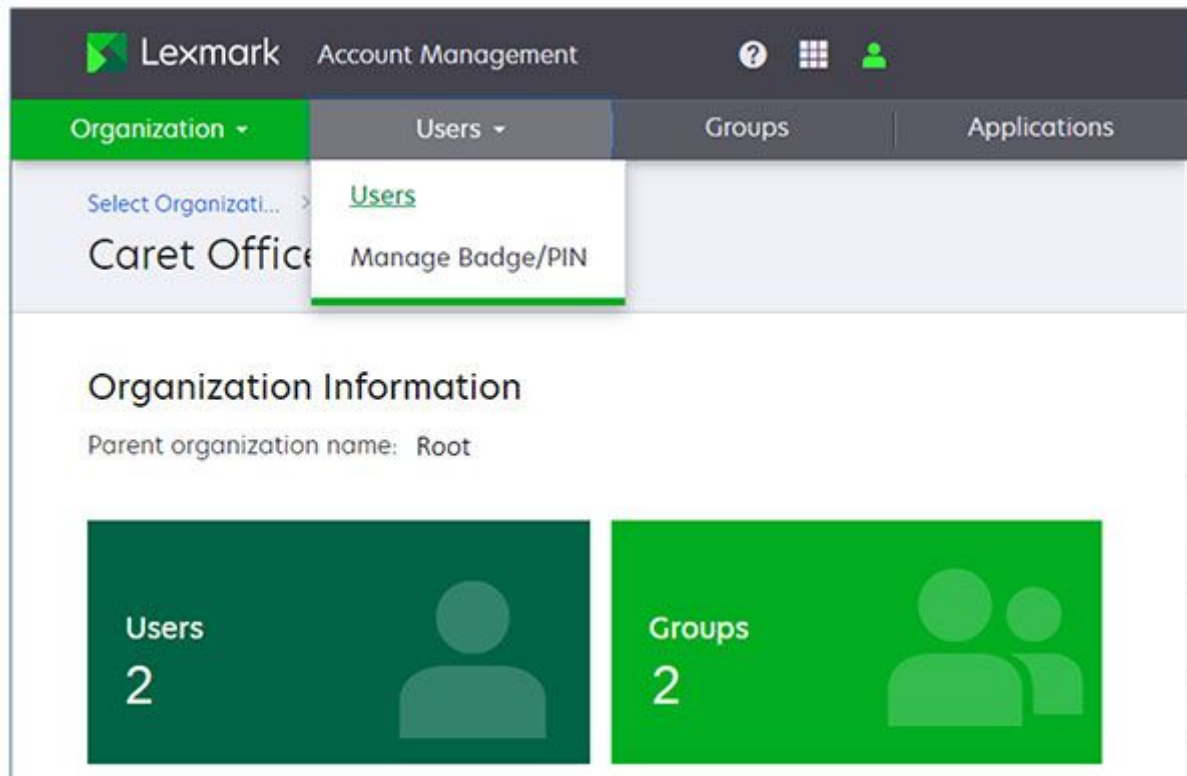 Lexmark Account Management
Organization Users Groups Applications
Select Organizati... >
Users
Caret Office
Manage Badge/PIN
Organization Information
Parent organization name: Root
Users
2
Groups
2